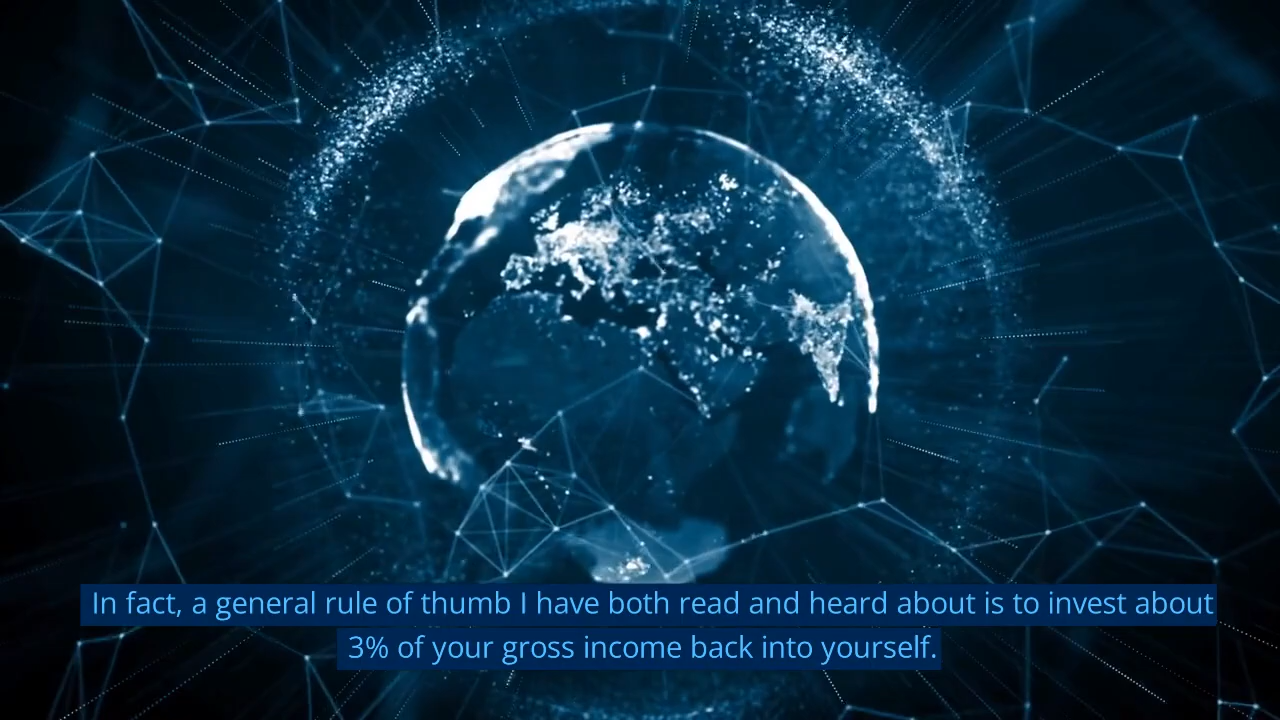 In fact, a general rule of thumb I have both read and heard about is to invest about
3% of your gross income back into yourself.